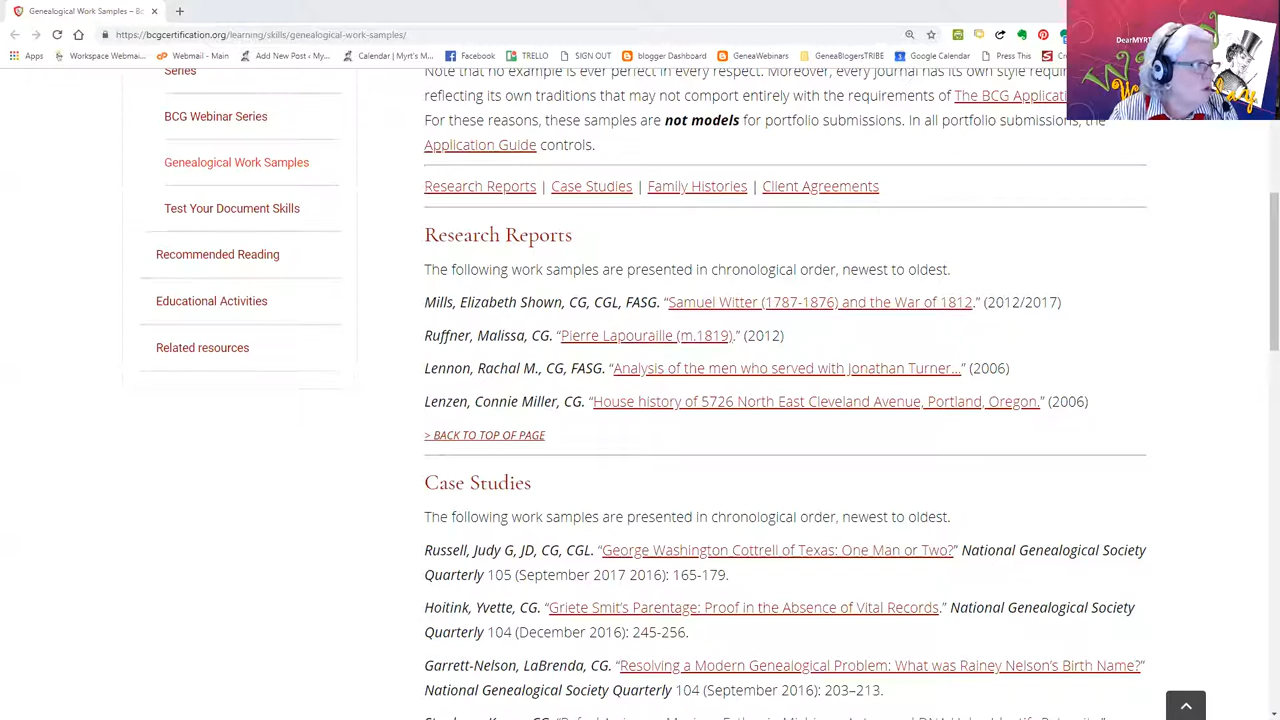 Genealogical Work Samples – Bc
https://bcgcertification.org/learning/skills/genealogical-work-samples/
Apps
Workspace Webmai…
Webmail - Main
Add New Post ‹ My…
Calendar | Myrt's M…
Facebook
TRELLO
SIGN OUT
blogger Dashboard
GeneaWebinars
GeneaBlogersTRIBE
Google Calendar
Press This
DearMYRT
Series
BCG Webinar Series
Genealogical Work Samples
Test Your Document Skills
Recommended Reading
Educational Activities
Related resources
Note that no example is ever perfect in every respect. Moreover, every journal has its own style
reflecting its own traditions that may not comport entirely with the requirements of The BCG
For these reasons, these samples are not models for portfolio submissions. In all portfolio submissions, the
Application Guide controls.
Research Reports | Case Studies | Family Histories | Client Agreements
Research Reports
The following work samples are presented in chronological order, newest to oldest.
Mills, Elizabeth Shown, CG, CGL, FASG. “Samuel Witter (1787-1876) and the War of 1812.” (2012/2017)
Ruffner, Malissa, CG. “Pierre Lapouraille (m.1819).” (2012)
Lennon, Rachal M., CG, FASG. “Analysis of the men who served with Jonathan Turner…” (2006)
Lenzen, Connie Miller, CG. “House history of 5726 North East Cleveland Avenue, Portland, Oregon.” (2006)
> BACK TO TOP OF PAGE
Case Studies
The following work samples are presented in chronological order, newest to oldest.
Russell, Judy G, JD, CG, CGL. “George Washington Cottrell of Texas: One Man or Two?” National Genealogical Society
Quarterly 105 (September 2017 2016): 165-179.
Hoitink, Yvette, CG. “Griete Smit’s Parentage: Proof in the Absence of Vital Records.” National Genealogical Society
Quarterly 104 (December 2016): 245-256.
Garrett-Nelson, LaBrenda, CG. “Resolving a Modern Genealogical Problem: What was Rainey Nelson’s Birth Name?”
National Genealogical Society Quarterly 104 (September 2016): 203–213.